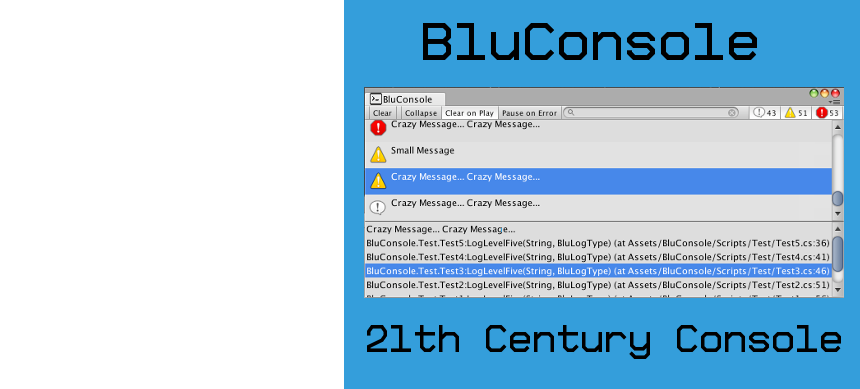 BluConsole
BluConsole
Clear Collapse Clear on Play Pause on Error 43 51 53
Crazy Message... Crazy Message...
Small Message
Crazy Message... Crazy Message...
Crazy Message... Crazy Message...
Crazy Message... Crazy Message...
BluConsole.Test.Test5:LogLevelFive(String, BluLogType) (at Assets/BluConsole/Scripts/Test/Test5.cs:36)
BluConsole.Test.Test4:LogLevelFive(String, BluLogType) (at Assets/BluConsole/Scripts/Test/Test4.cs:41)
BluConsole.Test.Test3:LogLevelFive(String, BluLogType) (at Assets/BluConsole/Scripts/Test/Test3.cs:46)
BluConsole.Test.Test2:LogLevelFive(String, BluLogType) (at Assets/BluConsole/Scripts/Test/Test2.cs:51)
21th Century Console